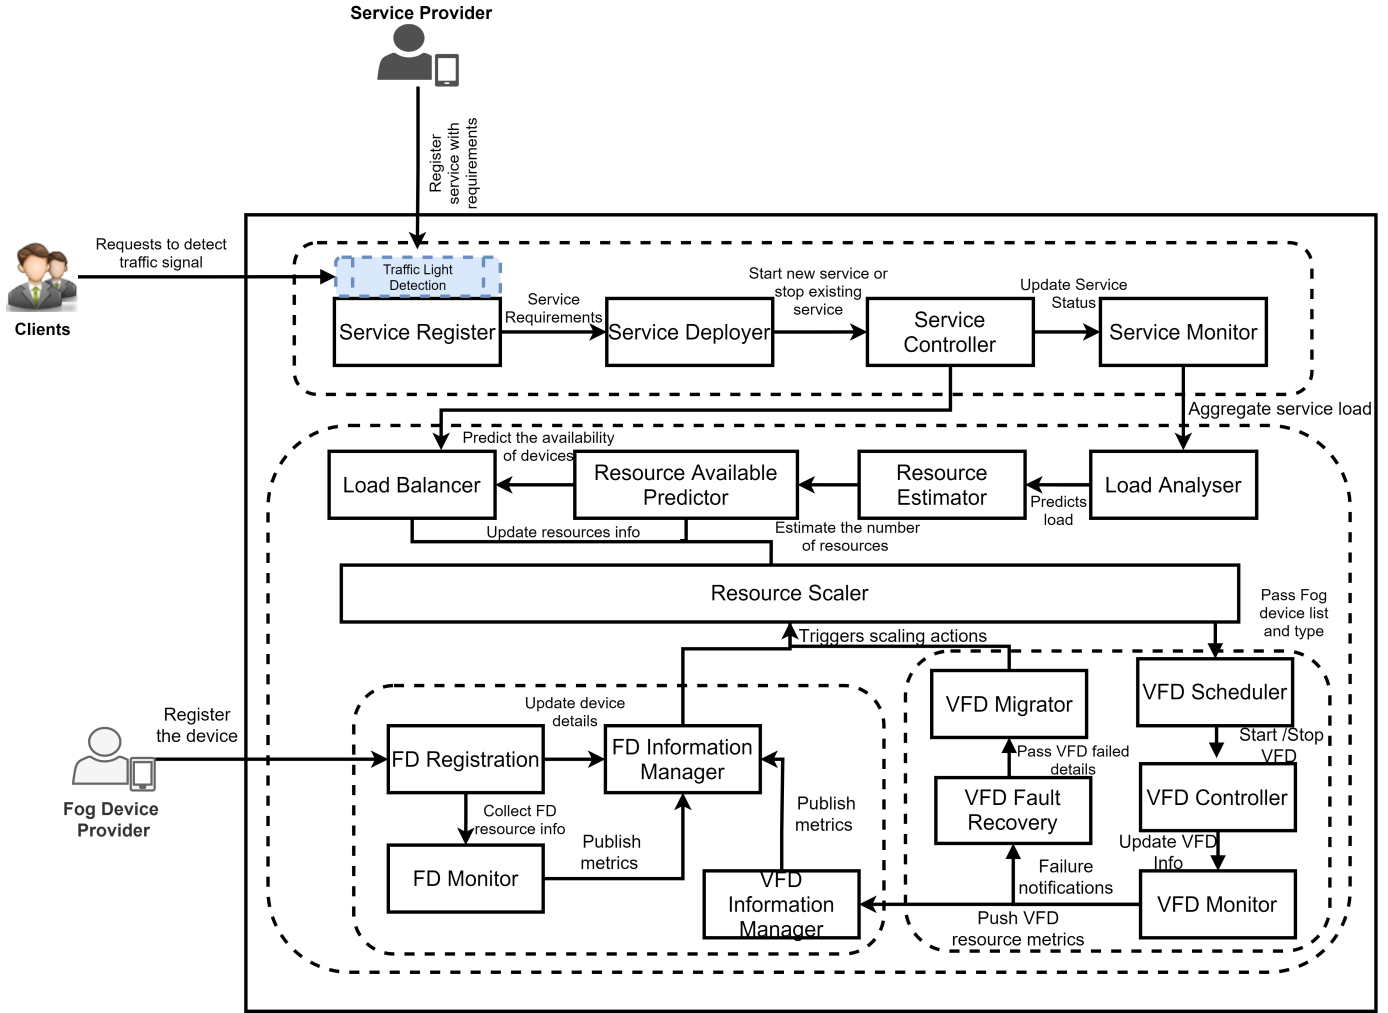 Service Provider
Register
service with
requirements
Requests to detect
traffic signal
Clients
Traffic Light
Detection
Service Register
Service
Requirements
Service Deployer
Start new service or
stop existing
service
Service
Controller
Update Service
Status
Service Monitor
Aggregate service load
Predict the availability
of devices
Load Balancer
Resource Available
Predictor
Resource
Estimator
Predicts
load
Load Analyser
Update resources info
Estimate the number
of resources
Resource Scaler
Pass Fog
device list
and type
Triggers scaling actions
VFD Migrator
VFD Scheduler
Start /Stop
VFD
Update device
details
Register
the device
Fog Device
Provider
FD Registration
FD Information
Manager
Pass VFD failed
details
VFD Fault
Recovery
VFD Controller
Collect FD
resource info
Publish
metrics
Publish
metrics
Update VFD
Info
FD Monitor
VFD
Information
Manager
Failure
notifications
Push VFD
resource metrics
VFD Monitor